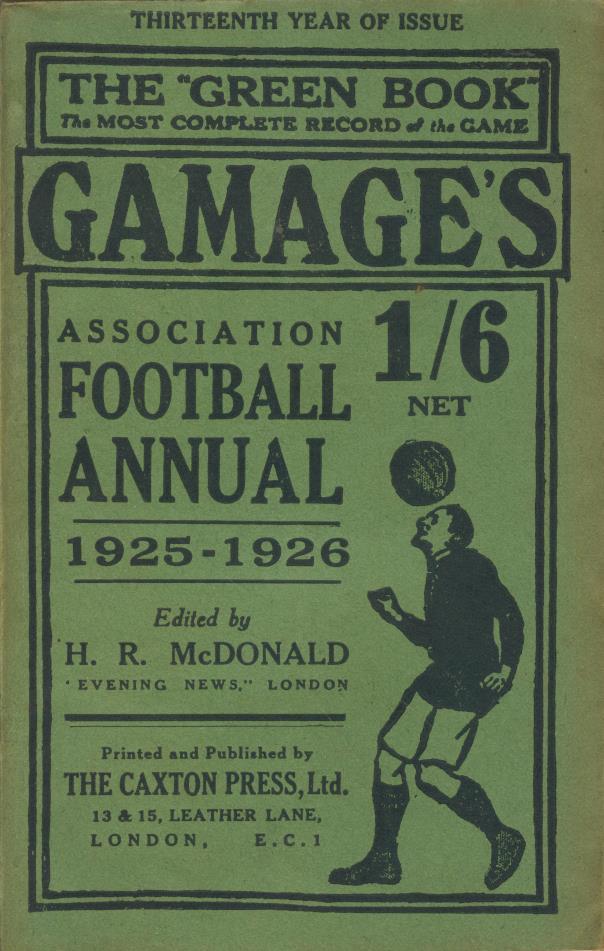 THIRTEENTH YEAR OF ISSUE
THE "GREEN BOOK"
The MOST COMPLETE RECORD of the GAME
GAMAGE'S
ASSOCIATION
FOOTBALL
ANNUAL
1/6
NET
1925-1926
Edited by
H. R. McDONALD
'EVENING NEWS," LONDON
Printed and Published by
THE CAXTON PRESS, Ltd.
13 & 15, LEATHER LANE,
LONDON, E.C.1